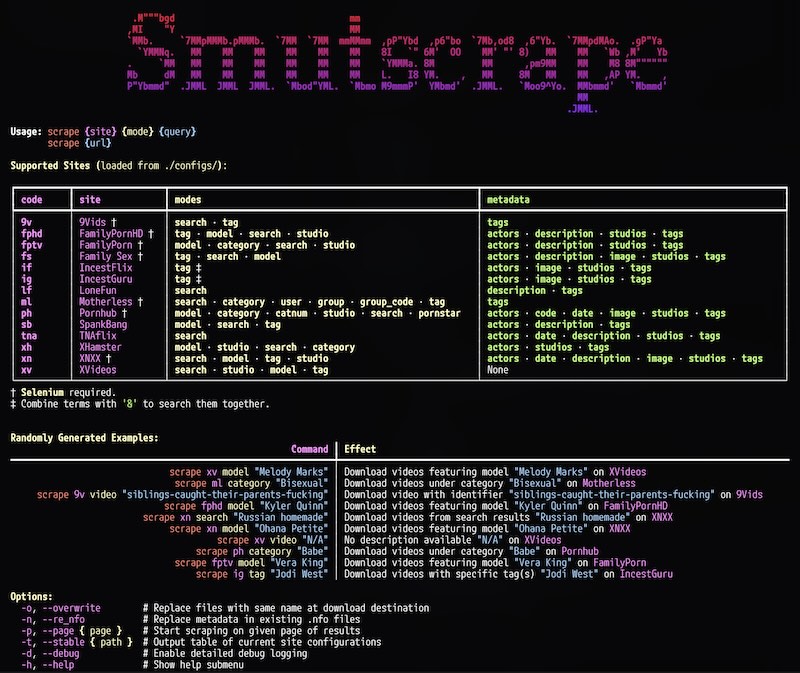 Smutscrape
Usage: scrape {site} {mode} {query}
scrape {url}
Supported Sites (loaded from ./configs/):
code site modes metadata
9v 9Vids † search · tag tags
fphd FamilyPornHD † tag · model · search · studio actors · description · studios · tags
fptv FamilyPorn † model · category · search · studio actors · description · studios · tags
fs Family Sex † tag · search · model actors · description · image · studios · tags
if IncestFlix tag ‡ actors · image · studios · tags
ig IncestGuru tag ‡ actors · image · studios · tags
lf LoneFun search description · tags
ml Motherless † search · category · user · group · group_code · tag tags
ph Pornhub † model · category · catnum · studio · search · pornstar actors · code · date · image · studios · tags
sb SpankBang model · search · tag actors · description · tags
tna TNAflix search actors · date · description · studios · tags
xh XHamster model · studio · search · category actors · studios · tags
xn XNXX † search · model · tag · studio actors · date · description · image · studios · tags
xv XVideos search · studio · model · tag None
† Selenium required.
‡ Combine terms with '8' to search them together.
Randomly Generated Examples:
Command Effect
scrape xv model "Melody Marks" Download videos featuring model "Melody Marks" on XVideos
scrape ml category "Bisexual" Download videos under category "Bisexual" on Motherless
scrape 9v video "siblings-caught-their-parents-fucking" Download video with identifier "siblings-caught-their-parents-fucking" on 9Vids
scrape fphd model "Kyler Quinn" Download videos featuring model "Kyler Quinn" on FamilyPornHD
scrape xn search "Russian homemade" Download videos from search results "Russian homemade" on XNXX
scrape xn model "Ohana Petite" Download videos featuring model "Ohana Petite" on XNXX
scrape xv video "N/A" No description available "N/A" on XVideos
scrape ph category "Babe" Download videos under category "Babe" on Pornhub
scrape fptv model "Vera King" Download videos featuring model "Vera King" on FamilyPorn
scrape ig tag "Jodi West" Download videos with specific tag(s) "Jodi West" on IncestGuru
Options:
-o, --overwrite # Replace files with same name at download destination
-n, --re_nfo # Replace metadata in existing .nfo files
-p, --page { page } # Start scraping on given page of results
-t, --stable { path } # Output table of current site configurations
-d, --debug # Enable detailed debug logging
-h, --help # Show help submenu